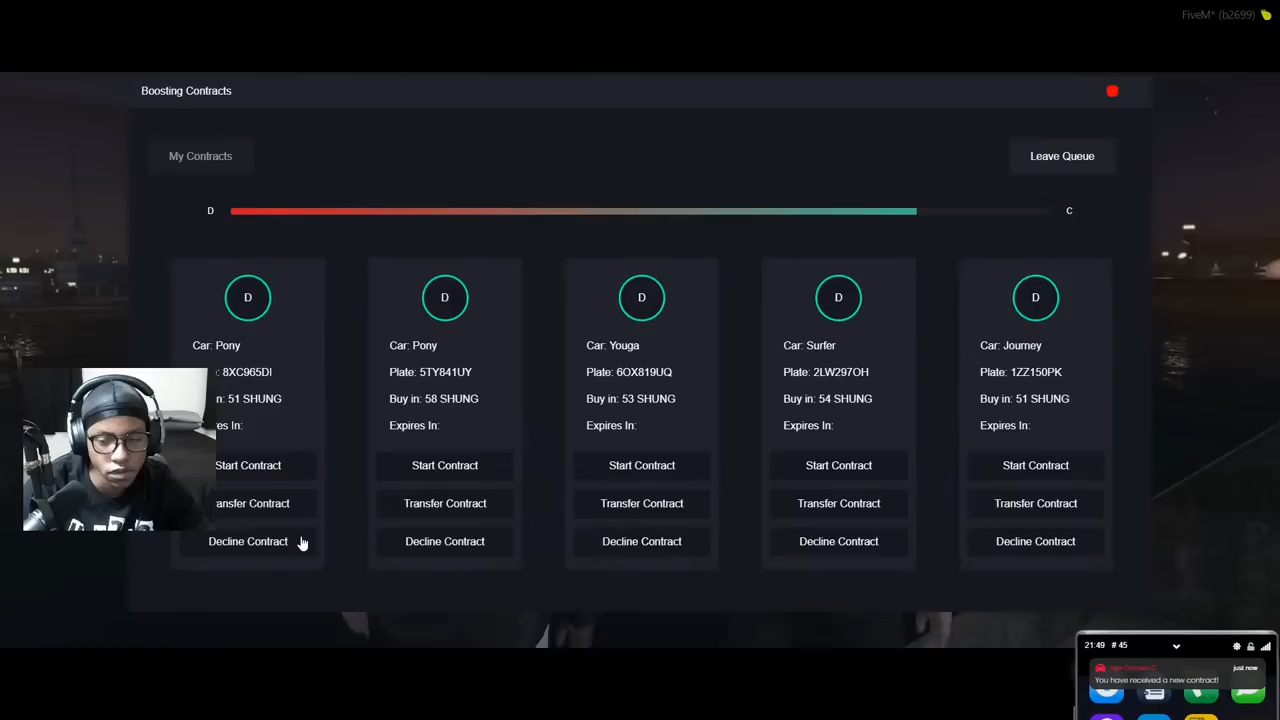 FiveM* (b2699)
Boosting Contracts
My Contracts
Leave Queue
D
C
D
Car: Pony
: 8XC965DI
in: 51 SHUNG
es In:
Start Contract
ansfer Contract
Decline Contract
D
Car: Pony
Plate: 5TY841UY
Buy in: 58 SHUNG
Expires In:
Start Contract
Transfer Contract
Decline Contract
D
Car: Youga
Plate: 6OX819UQ
Buy in: 53 SHUNG
Expires In:
Start Contract
Transfer Contract
Decline Contract
D
Car: Surfer
Plate: 2LW297OH
Buy in: 54 SHUNG
Expires In:
Start Contract
Transfer Contract
Decline Contract
D
Car: Journey
Plate: 1ZZ150PK
Buy in: 51 SHUNG
Expires In:
Start Contract
Transfer Contract
Decline Contract
21:49 # 45
just now
You have received a new contract!